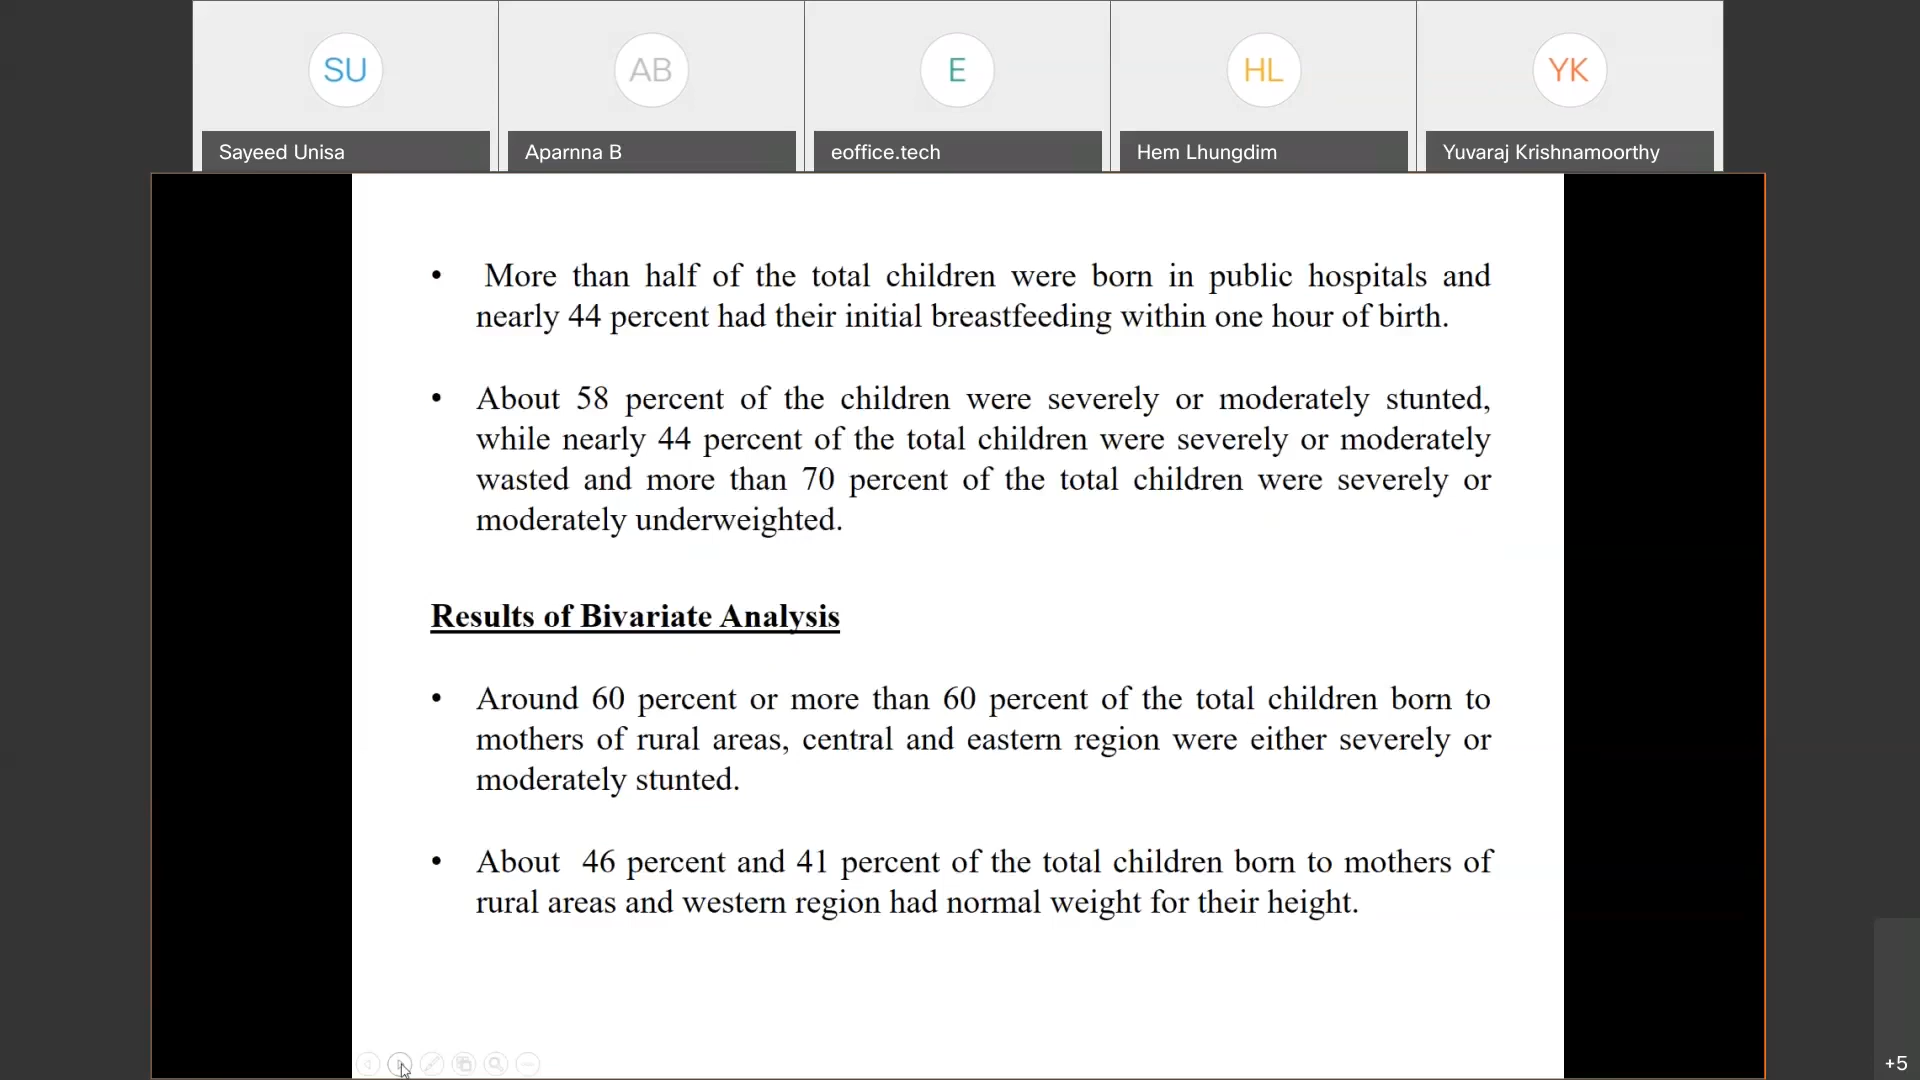 SU
AB
E
HL
YK
Sayeed Unisa
Aparnna B
eoffice.tech
Hem Lhungdim
Yuvaraj Krishnamoorthy
• More than half of the total children were born in public hospitals and
nearly 44 percent had their initial breastfeeding within one hour of birth.
• About 58 percent of the children were severely or moderately stunted,
while nearly 44 percent of the total children were severely or moderately
wasted and more than 70 percent of the total children were severely or
moderately underweighted.
Results of Bivariate Analysis
• Around 60 percent or more than 60 percent of the total children born to
mothers of rural areas, central and eastern region were either severely or
moderately stunted.
• About 46 percent and 41 percent of the total children born to mothers of
rural areas and western region had normal weight for their height.
+5